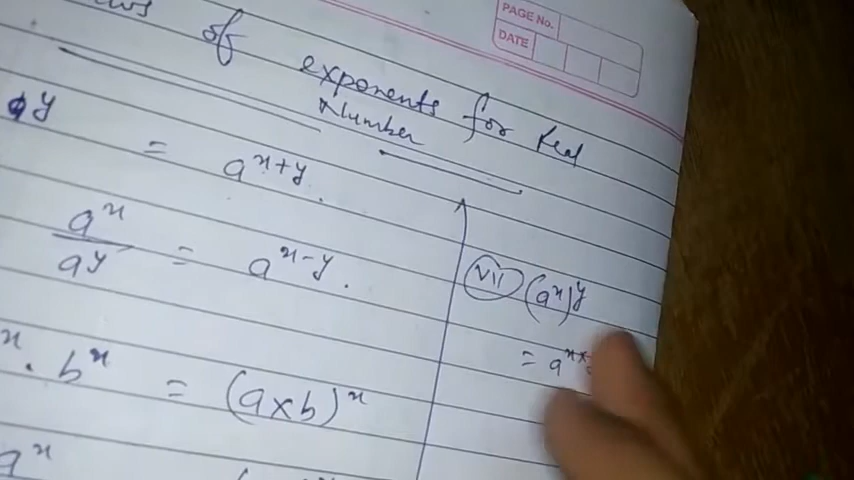 PAGE No.
DATE
of exponents for Real
Number
y
= a^{x+y}.
a^x / a^y = a^{x-y}.
x . b^x = (a×b)^x
a^x
VII (a^x)^y
= a^{x×